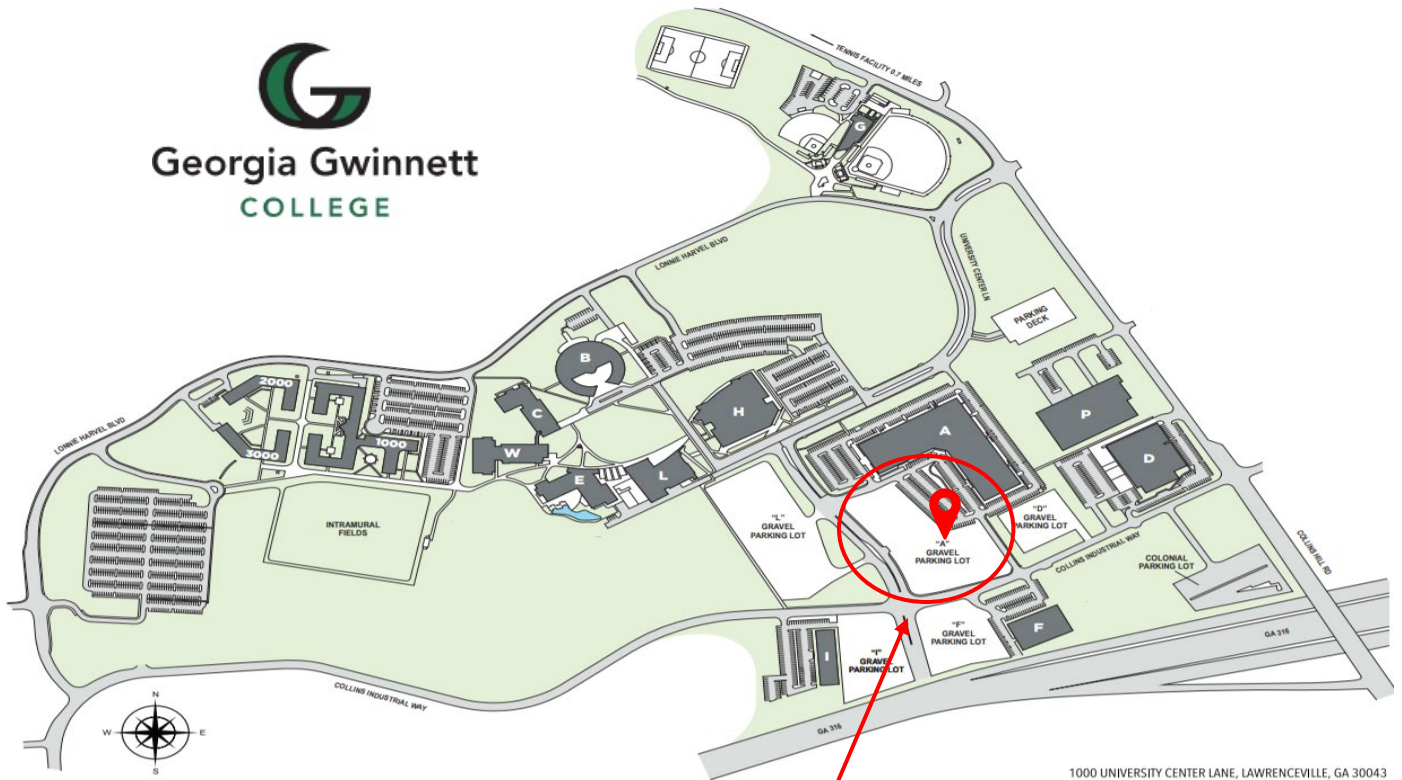 Georgia Gwinnett
COLLEGE
TENNIS FACILITY 0.7 MILES
G
LONNIE HARVEL BLVD
UNIVERSITY CENTER LN
PARKING
DECK
B
2000
C
H
P
3000
1000
W
A
LONNIE HARVEL BLVD
E
L
D
INTRAMURAL
FIELDS
"L"
GRAVEL
PARKING LOT
"D"
GRAVEL
PARKING LOT
"A"
GRAVEL
PARKING LOT
COLLINS INDUSTRIAL WAY
COLONIAL
PARKING LOT
COLLINS HILL RD
"F"
GRAVEL
PARKING LOT
F
GA 316
I
"I"
GRAVEL
PARKING LOT
COLLINS INDUSTRIAL WAY
GA 316
N
W
E
S
1000 UNIVERSITY CENTER LANE, LAWRENCEVILLE, GA 30043